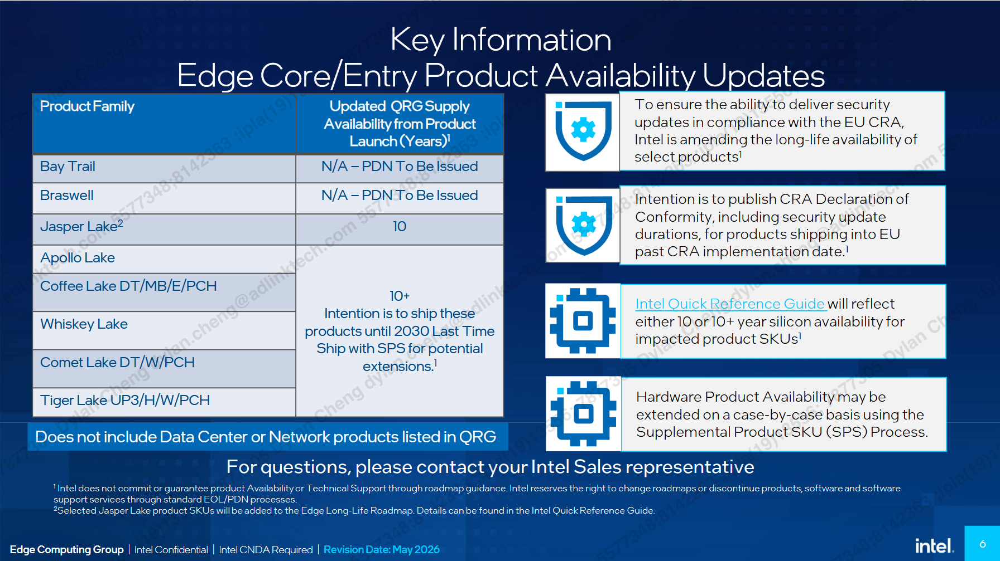 Key Information
Edge Core/Entry Product Availability Updates
Product Family
Updated QRG Supply
Availability from Product
Launch (Years)¹
Bay Trail
N/A – PDN To Be Issued
Braswell
N/A – PDN To Be Issued
Jasper Lake²
10
Apollo Lake
Coffee Lake DT/MB/E/PCH
Whiskey Lake
Comet Lake DT/W/PCH
Tiger Lake UP3/H/W/PCH
10+
Intention is to ship these
products until 2030 Last Time
Ship with SPS for potential
extensions.¹
Does not include Data Center or Network products listed in QRG
To ensure the ability to deliver security
updates in compliance with the EU CRA,
Intel is amending the long-life availability of
select products¹
Intention is to publish CRA Declaration of
Conformity, including security update
durations, for products shipping into EU
past CRA implementation date.¹
Intel Quick Reference Guide will reflect
either 10 or 10+ year silicon availability for
impacted product SKUs¹
Hardware Product Availability may be
extended on a case-by-case basis using the
Supplemental Product SKU (SPS) Process.
For questions, please contact your Intel Sales representative
¹ Intel does not commit or guarantee product Availability or Technical Support through roadmap guidance. Intel reserves the right to change roadmaps or discontinue products, software and software
support services through standard EOL/PDN processes.
²Selected Jasper Lake product SKUs will be added to the Edge Long-Life Roadmap. Details can be found in the Intel Quick Reference Guide.
Edge Computing Group | Intel Confidential | Intel CNDA Required | Revision Date: May 2026
intel.
6